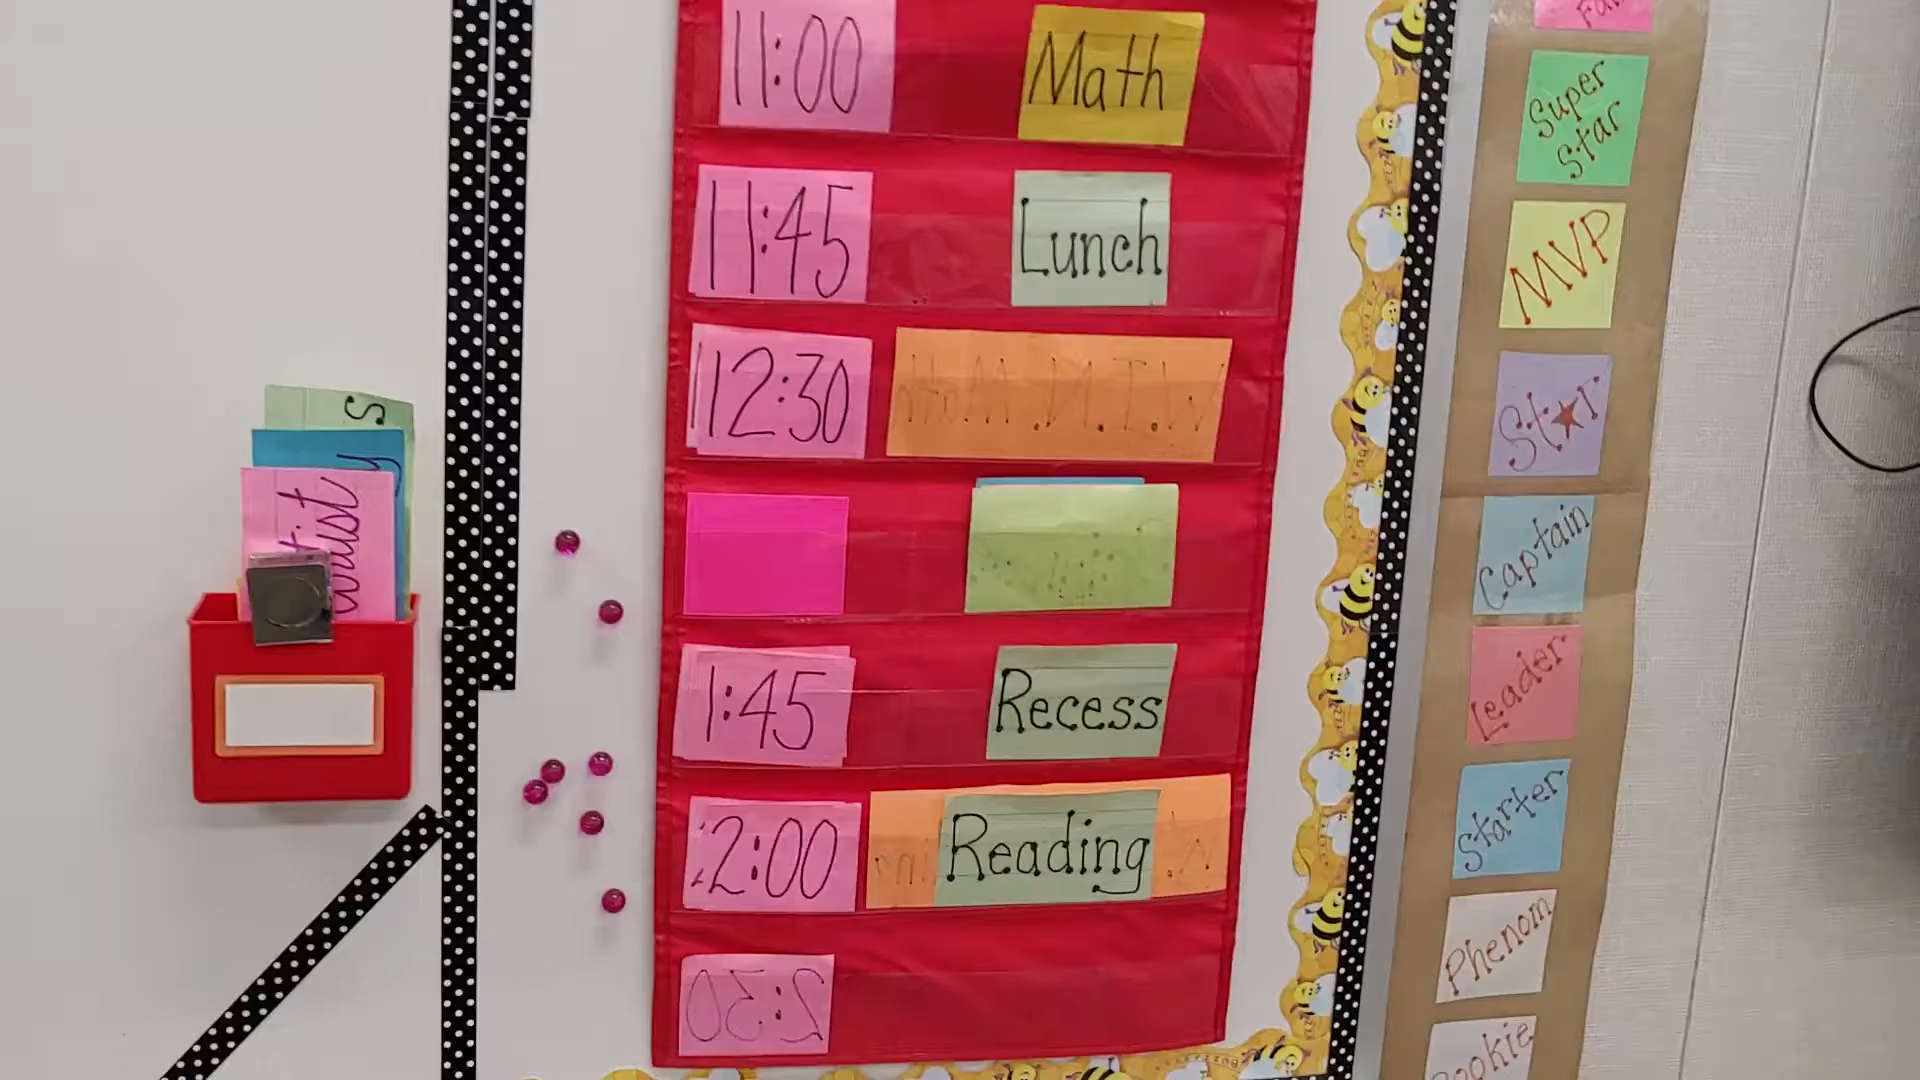 11:00 Math
11:45 Lunch
12:30
1:45 Recess
2:00 Reading
2:30
Super
Star
MVP
Star
Captain
Leader
Starter
Phenom